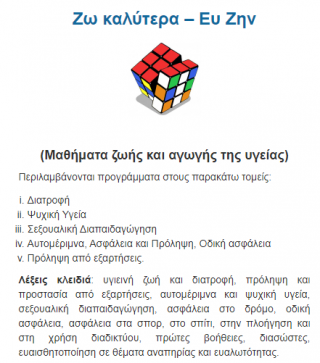 Ζω καλύτερα – Ευ Ζην
(Μαθήματα ζωής και αγωγής της υγείας)
Περιλαμβάνονται προγράμματα στους παρακάτω τομείς:
i. Διατροφή
ii. Ψυχική Υγεία
iii. Σεξουαλική Διαπαιδαγώγηση
iv. Αυτομέριμνα, Ασφάλεια και Πρόληψη, Οδική ασφάλεια
v. Πρόληψη από εξαρτήσεις.
Λέξεις κλειδιά: υγιεινή ζωή και διατροφή, πρόληψη και
προστασία από εξαρτήσεις, αυτομέριμνα και ψυχική υγεία,
σεξουαλική διαπαιδαγώγηση, ασφάλεια στο δρόμο, οδική
ασφάλεια, ασφάλεια στα σπορ, στο σπίτι, στην πλοήγηση και
στη χρήση διαδικτύου, πρώτες βοήθειες, διασώστες,
ευαισθητοποίηση σε θέματα αναπηρίας και ευαλωτότητας.